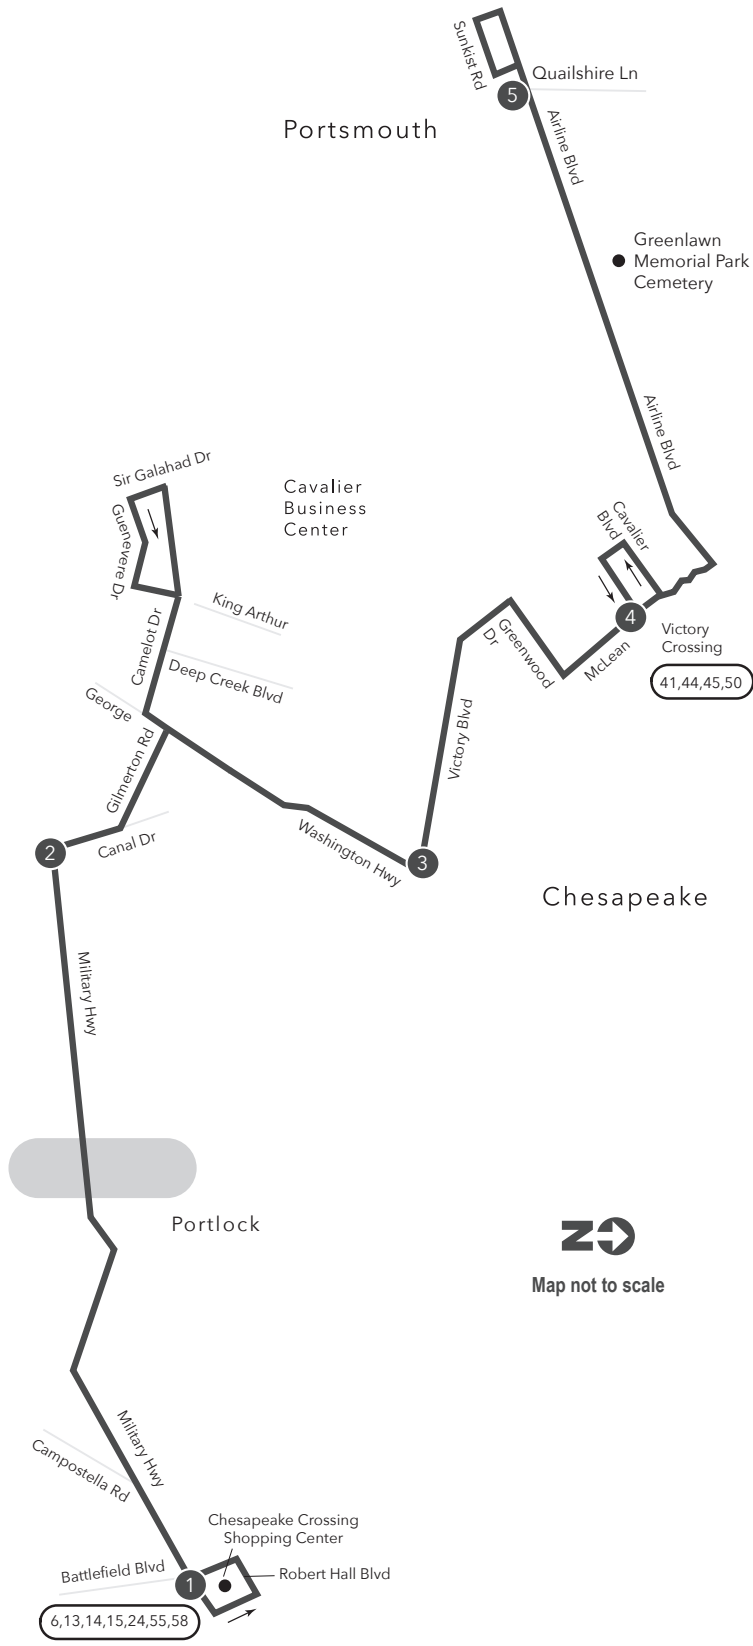 Sunkist Rd
Quailshire Ln
5
Portsmouth
Airline Blvd
Greenlawn
Memorial Park
Cemetery
Airline Blvd
Sir Galahad Dr
Guenevere Dr
Cavalier
Business
Center
Cavalier
Blvd
King Arthur
Camelot Dr
4
Victory
Crossing
Greenwood
Dr
McLean
41,44,45,50
Deep Creek Blvd
George
Gilmerton Rd
Victory Blvd
Canal Dr
2
Washington Hwy
3
Chesapeake
Military Hwy
Portlock
N
Map not to scale
Military Hwy
Campostella Rd
Chesapeake Crossing
Shopping Center
Battlefield Blvd
1
Robert Hall Blvd
6,13,14,15,24,55,58